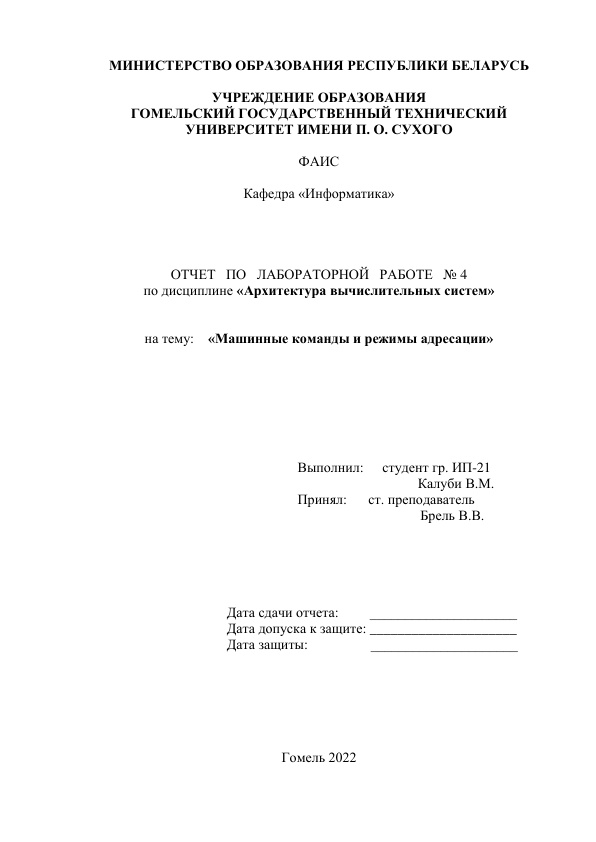 МИНИСТЕРСТВО ОБРАЗОВАНИЯ РЕСПУБЛИКИ БЕЛАРУСЬ
УЧРЕЖДЕНИЕ ОБРАЗОВАНИЯ
ГОМЕЛЬСКИЙ ГОСУДАРСТВЕННЫЙ ТЕХНИЧЕСКИЙ
УНИВЕРСИТЕТ ИМЕНИ П. О. СУХОГО
ФАИС
Кафедра «Информатика»
ОТЧЕТ ПО ЛАБОРАТОРНОЙ РАБОТЕ № 4
по дисциплине «Архитектура вычислительных систем»
на тему: «Машинные команды и режимы адресации»
Выполнил: студент гр. ИП-21
Калуби В.М.
Принял: ст. преподаватель
Брель В.В.
Дата сдачи отчета: _____________________
Дата допуска к защите: _____________________
Дата защиты: _____________________
Гомель 2022